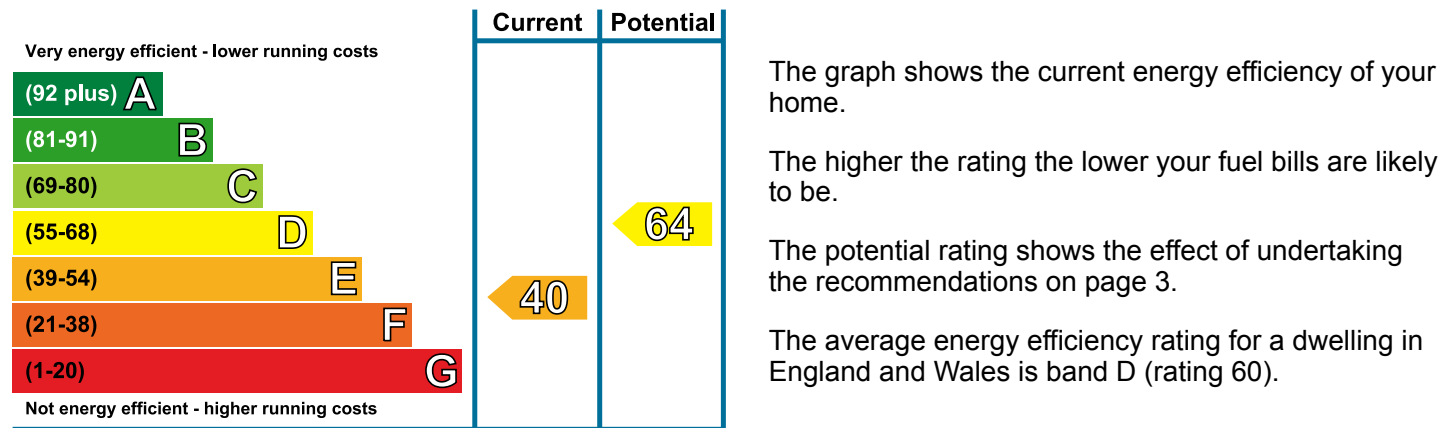 Current Potential
Very energy efficient - lower running costs
(92 plus) A
(81-91) B
(69-80) C
(55-68) D
64
(39-54) E
40
(21-38) F
(1-20) G
Not energy efficient - higher running costs
The graph shows the current energy efficiency of your
home.
The higher the rating the lower your fuel bills are likely
to be.
The potential rating shows the effect of undertaking
the recommendations on page 3.
The average energy efficiency rating for a dwelling in
England and Wales is band D (rating 60).